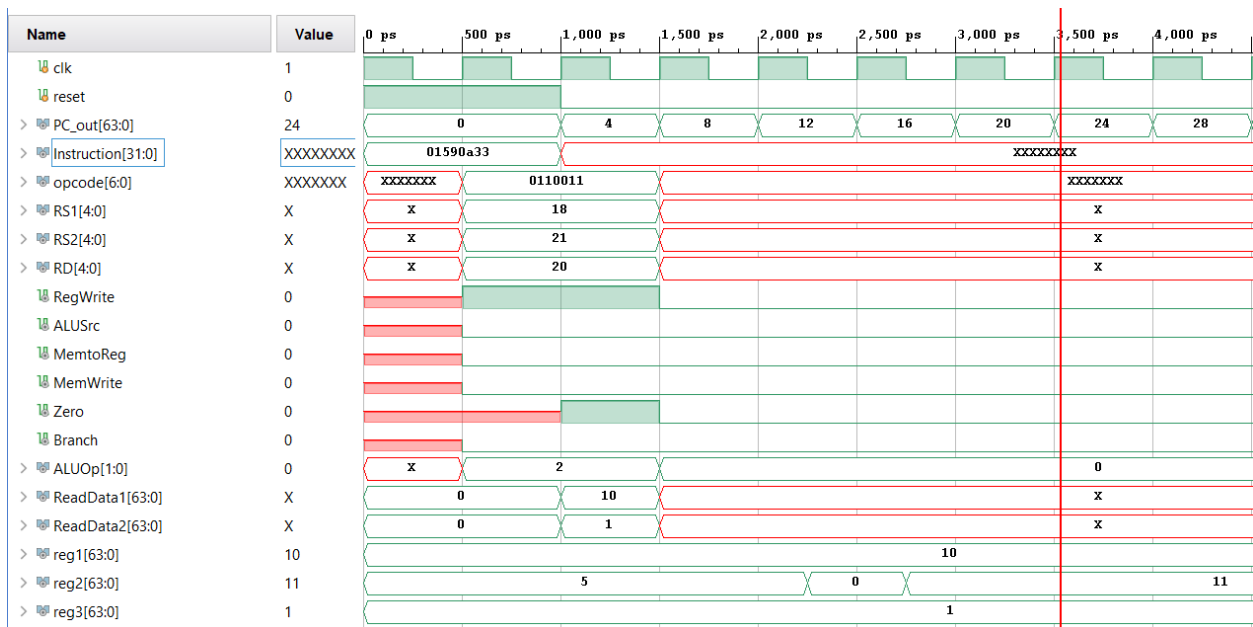 Name Value 0 ps 500 ps 1,000 ps 1,500 ps 2,000 ps 2,500 ps 3,000 ps 3,500 ps 4,000 ps
clk 1
reset 0
PC_out[63:0] 24 0 4 8 12 16 20 24 28
Instruction[31:0] XXXXXXXX 01590a33 XXXXXXXX
opcode[6:0] XXXXXXX XXXXXXX 0110011 XXXXXXX
RS1[4:0] X X 18 X
RS2[4:0] X X 21 X
RD[4:0] X X 20 X
RegWrite 0
ALUSrc 0
MemtoReg 0
MemWrite 0
Zero 0
Branch 0
ALUOp[1:0] 0 X 2 0
ReadData1[63:0] X 0 10 X
ReadData2[63:0] X 0 1 X
reg1[63:0] 10 10
reg2[63:0] 11 5 0 11
reg3[63:0] 1 1